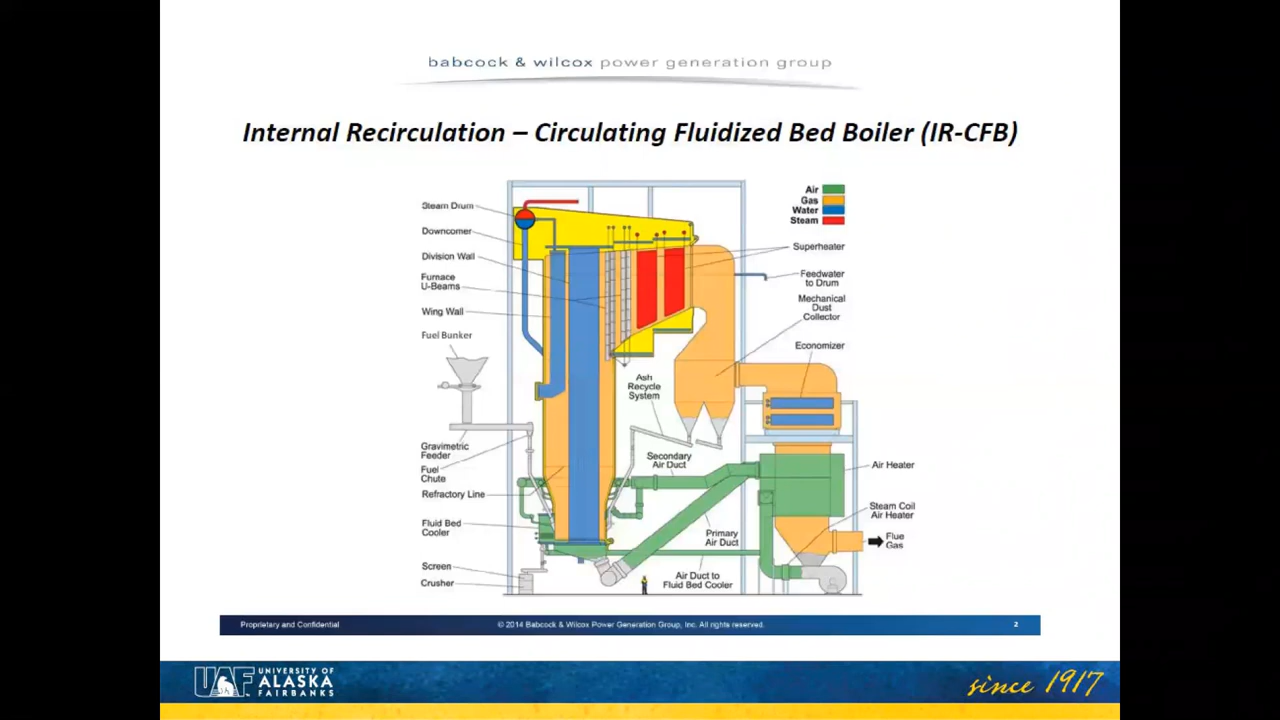 babcock & wilcox power generation group
Internal Recirculation – Circulating Fluidized Bed Boiler (IR-CFB)
Steam Drum
Downcomer
Division Wall
Furnace
U-Beams
Wing Wall
Fuel Bunker
Gravimetric
Feeder
Fuel
Chute
Refractory Line
Fluid Bed
Cooler
Screen
Crusher
Ash
Recycle
System
Secondary
Air Duct
Primary
Air Duct
Air Duct to
Fluid Bed Cooler
Air
Gas
Water
Steam
Superheater
Feedwater
to Drum
Mechanical
Dust
Collector
Economizer
Air Heater
Steam Coil
Air Heater
Flue
Gas
Proprietary and Confidential
© 2014 Babcock & Wilcox Power Generation Group, Inc. All rights reserved.
2
UAF
UNIVERSITY OF
ALASKA
FAIRBANKS
since 1917